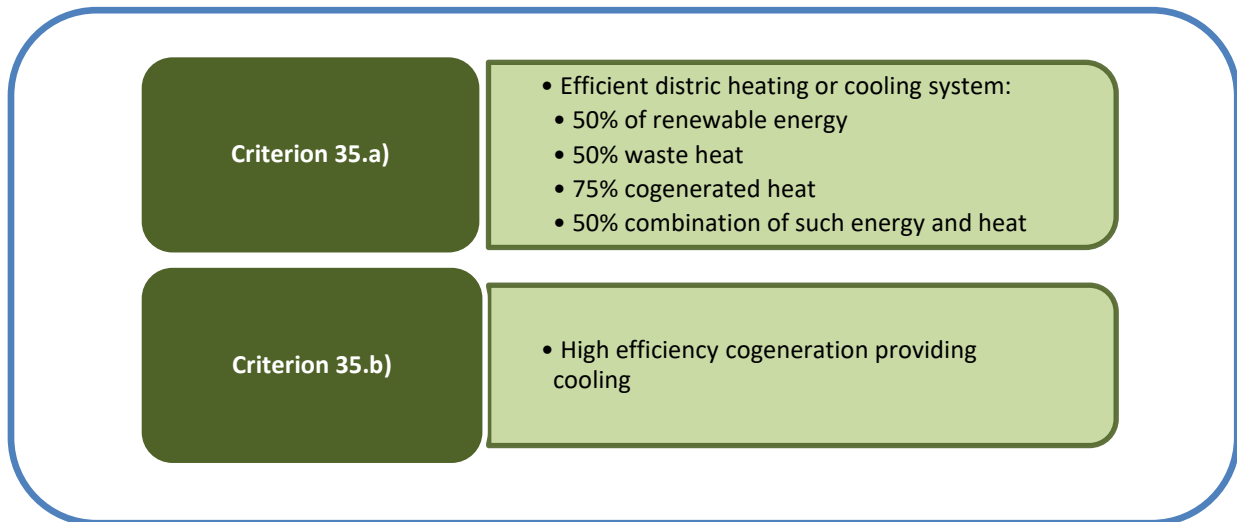 Criterion 35.a)
• Efficient distric heating or cooling system:
• 50% of renewable energy
• 50% waste heat
• 75% cogenerated heat
• 50% combination of such energy and heat
Criterion 35.b)
• High efficiency cogeneration providing
cooling